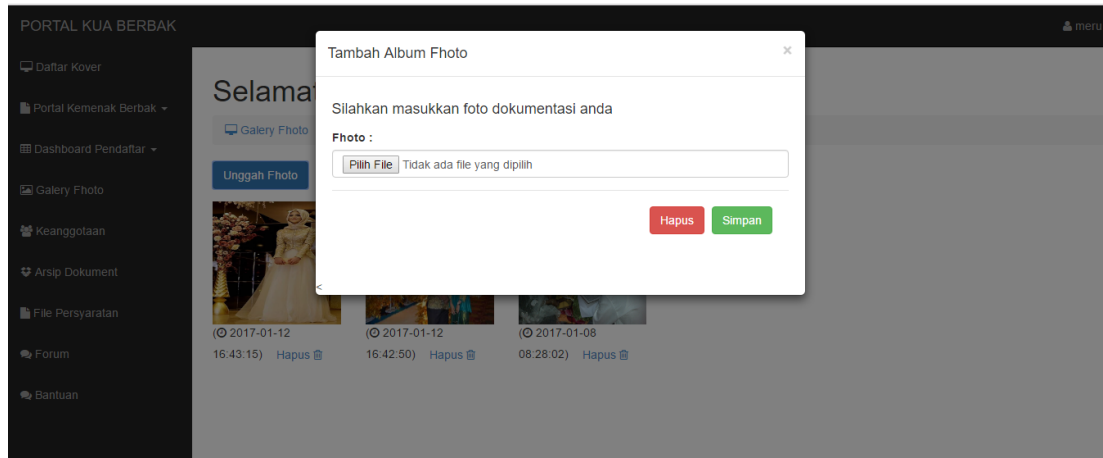 PORTAL KUA BERBAK
meru
Daftar Kover
Portal Kemenak Berbak
Dashboard Pendaftar
Galery Fhoto
Keanggotaan
Arsip Dokument
File Persyaratan
Forum
Bantuan
Selamat
Galery Fhoto
Unggah Fhoto
Tambah Album Fhoto
×
Silahkan masukkan foto dokumentasi anda
Fhoto :
Pilih File Tidak ada file yang dipilih
Hapus Simpan
<
(2017-01-12 (2017-01-12 (2017-01-08
16:43:15) Hapus 16:42:50) Hapus 08:28:02) Hapus